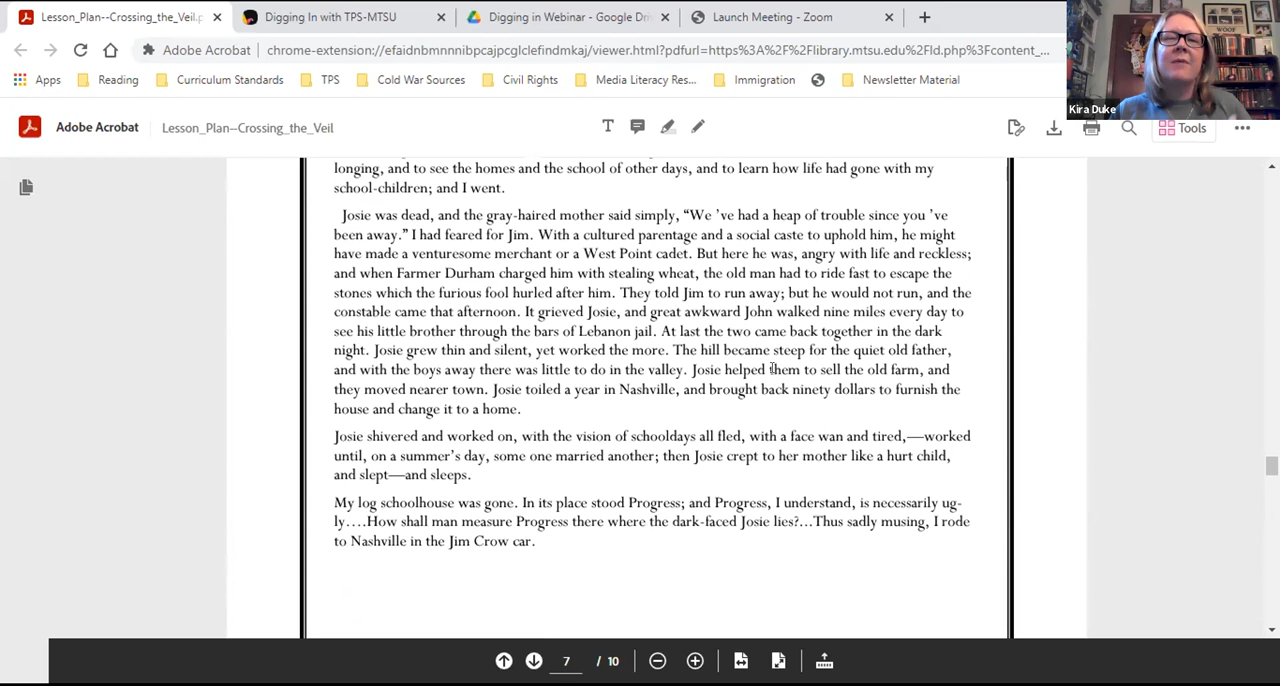 Lesson_Plan--Crossing_the_Veil.p
Digging In with TPS-MTSU
Digging in Webinar - Google Dri
Launch Meeting - Zoom
Adobe Acrobat
chrome-extension://efaidnbmnnnibpcajpcglclefindmkaj/viewer.html?pdfurl=https%3A%2F%2Flibrary.mtsu.edu%2Fld.php%3Fcontent_...
Apps
Reading
Curriculum Standards
TPS
Cold War Sources
Civil Rights
Media Literacy Res...
Immigration
Newsletter Material
WOOF
Kira Duke
Adobe Acrobat
Lesson_Plan--Crossing_the_Veil
Tools
longing, and to see the homes and the school of other days, and to learn how life had gone with my
school-children; and I went.
Josie was dead, and the gray-haired mother said simply, “We ’ve had a heap of trouble since you ’ve
been away.” I had feared for Jim. With a cultured parentage and a social caste to uphold him, he might
have made a venturesome merchant or a West Point cadet. But here he was, angry with life and reckless;
and when Farmer Durham charged him with stealing wheat, the old man had to ride fast to escape the
stones which the furious fool hurled after him. They told Jim to run away; but he would not run, and the
constable came that afternoon. It grieved Josie, and great awkward John walked nine miles every day to
see his little brother through the bars of Lebanon jail. At last the two came back together in the dark
night. Josie grew thin and silent, yet worked the more. The hill became steep for the quiet old father,
and with the boys away there was little to do in the valley. Josie helped them to sell the old farm, and
they moved nearer town. Josie toiled a year in Nashville, and brought back ninety dollars to furnish the
house and change it to a home.
Josie shivered and worked on, with the vision of schooldays all fled, with a face wan and tired,—worked
until, on a summer’s day, some one married another; then Josie crept to her mother like a hurt child,
and slept—and sleeps.
My log schoolhouse was gone. In its place stood Progress; and Progress, I understand, is necessarily ug-
ly….How shall man measure Progress there where the dark-faced Josie lies?...Thus sadly musing, I rode
to Nashville in the Jim Crow car.
7 / 10